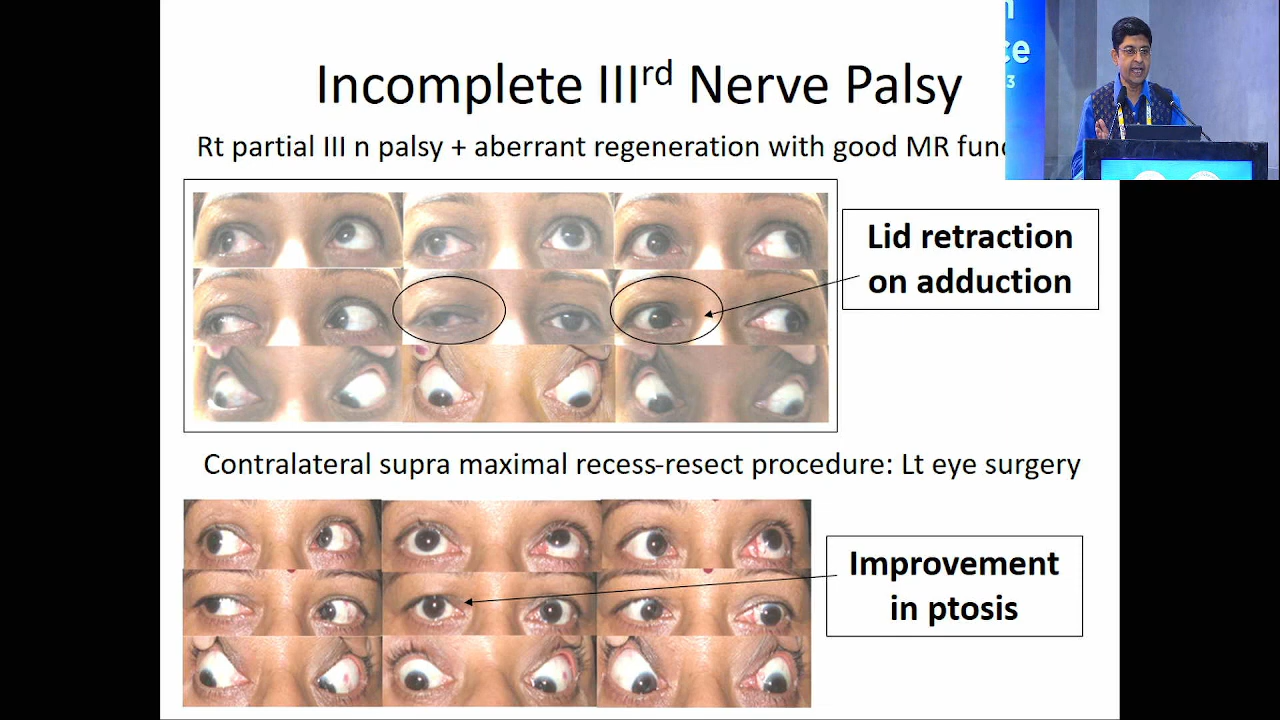 Incomplete IIIrd Nerve Palsy
Rt partial III n palsy + aberrant regeneration with good MR
Lid retraction
on adduction
Contralateral supra maximal recess-resect procedure: Lt eye surgery
Improvement
in ptosis